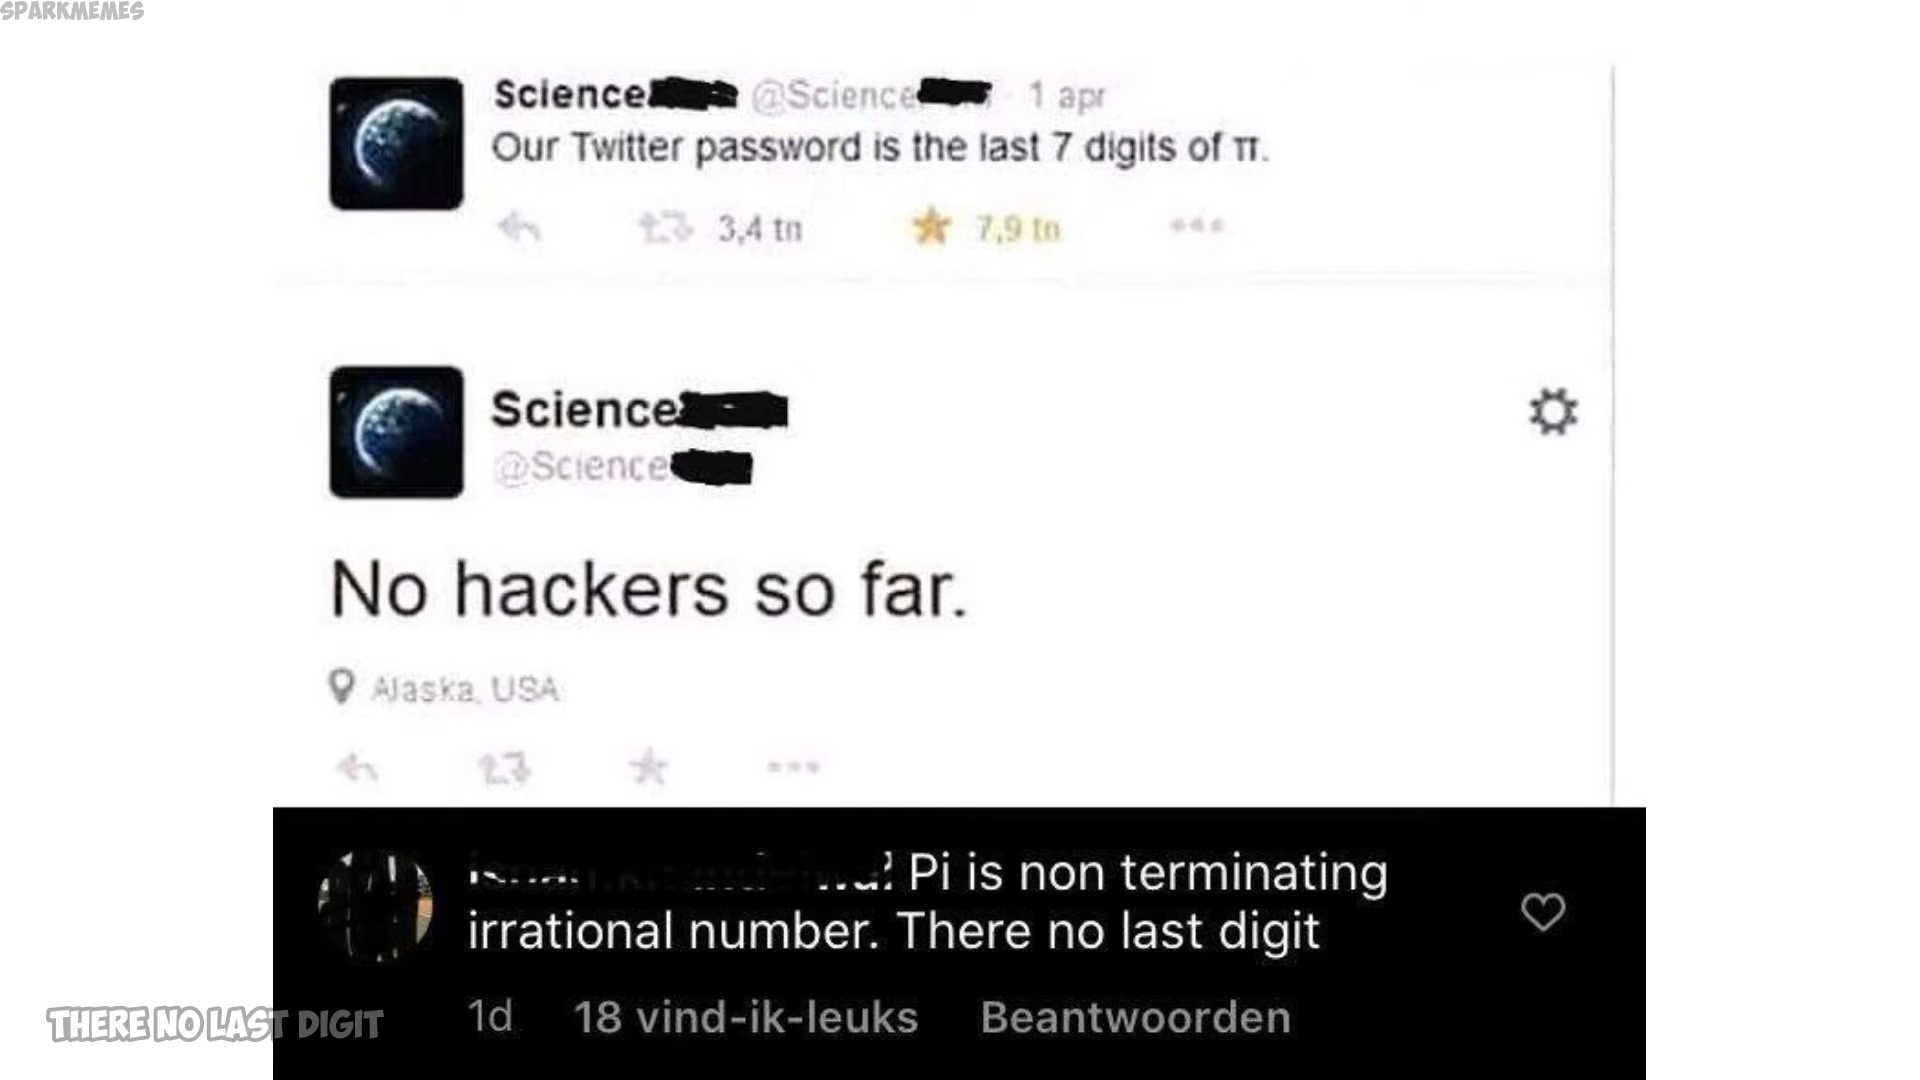 SPARKMEMES
Science @Science 1 apr
Our Twitter password is the last 7 digits of π.
3,4 tn 7,9 tn
Science
@Science
No hackers so far.
Alaska, USA
Pi is non terminating
irrational number. There no last digit
1d 18 vind-ik-leuks Beantwoorden
THERE NO LAST DIGIT